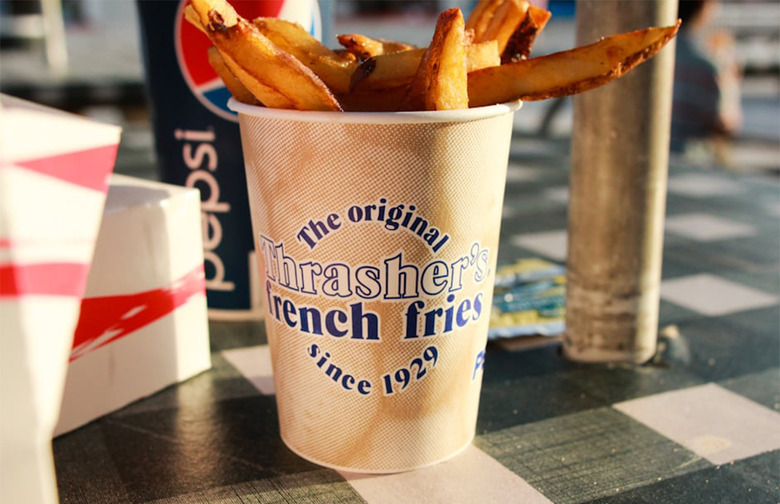 pepsi
The original
Thrasher's
french fries
since 1929